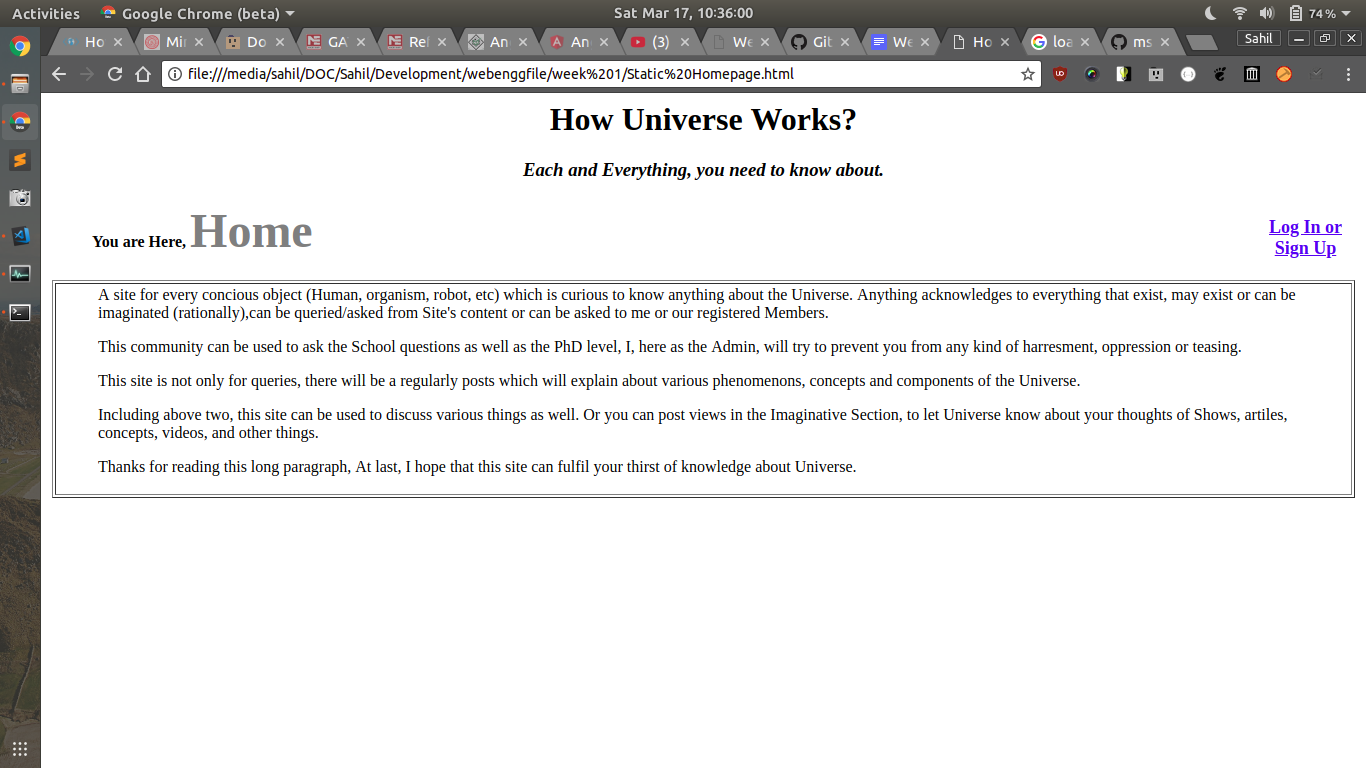 Activities Google Chrome (beta) Sat Mar 17, 10:36:00 74%
Ho Mir Do GA Ref An An (3) We Git We Ho loa ms Sahil
file:///media/sahil/DOC/Sahil/Development/webenggfile/week%201/Static%20Homepage.html
How Universe Works?
Each and Everything, you need to know about.
You are Here, Home
Log In or
Sign Up
A site for every concious object (Human, organism, robot, etc) which is curious to know anything about the Universe. Anything acknowledges to everything that exist, may exist or can be
imaginated (rationally),can be queried/asked from Site's content or can be asked to me or our registered Members.
This community can be used to ask the School questions as well as the PhD level, I, here as the Admin, will try to prevent you from any kind of harresment, oppression or teasing.
This site is not only for queries, there will be a regularly posts which will explain about various phenomenons, concepts and components of the Universe.
Including above two, this site can be used to discuss various things as well. Or you can post views in the Imaginative Section, to let Universe know about your thoughts of Shows, artiles,
concepts, videos, and other things.
Thanks for reading this long paragraph, At last, I hope that this site can fulfil your thirst of knowledge about Universe.